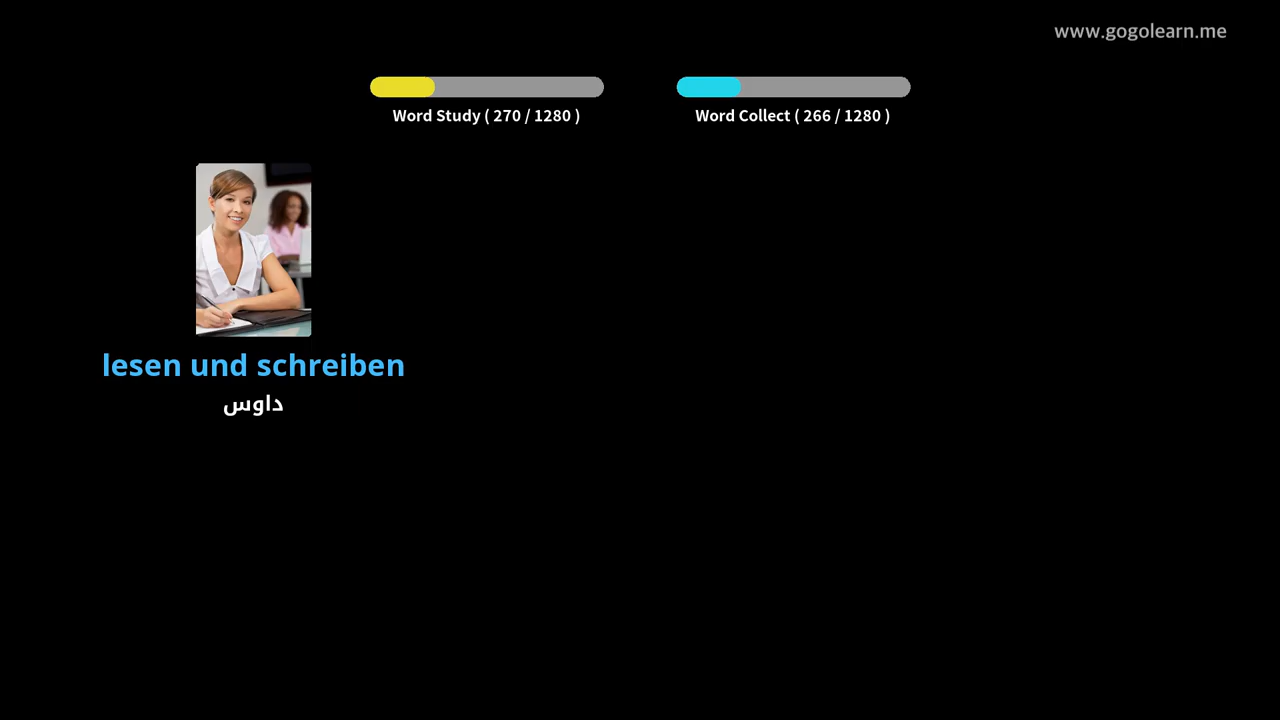 www.gogolearn.me
Word Study ( 270 / 1280 )
Word Collect ( 266 / 1280 )
lesen und schreiben
داوس